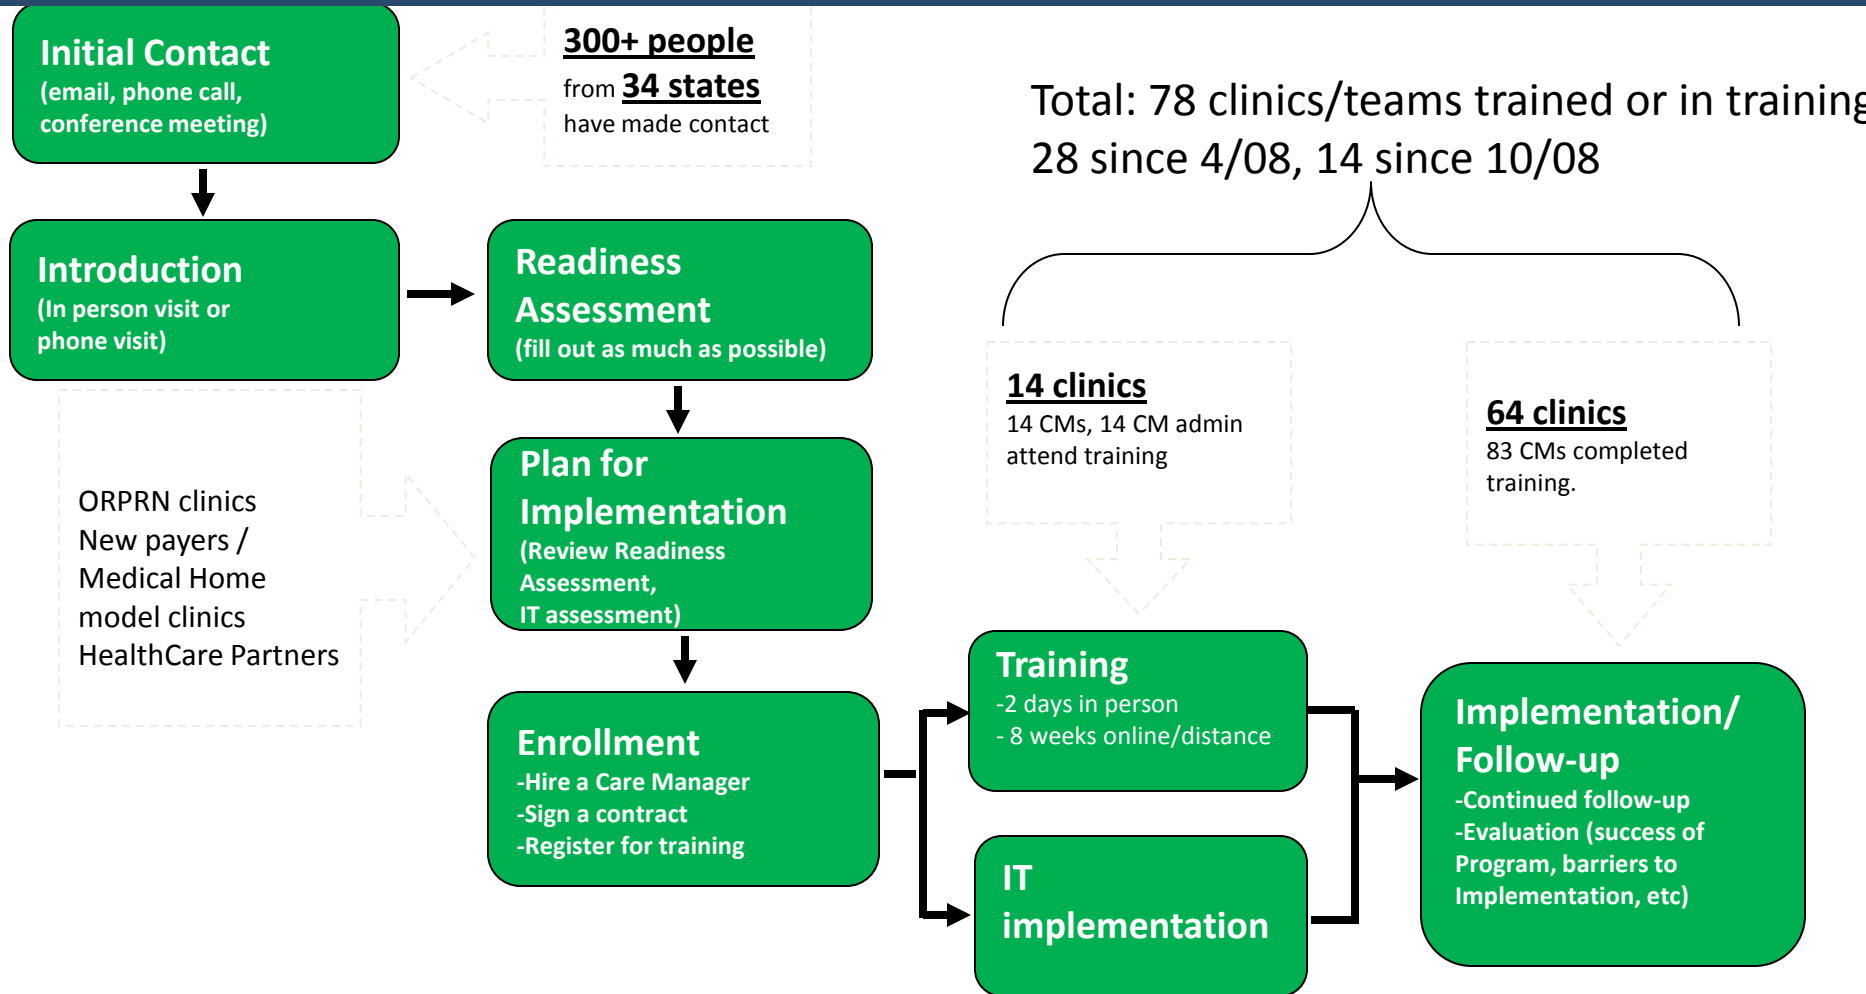 Initial Contact
(email, phone call,
conference meeting)
300+ people
from 34 states
have made contact
Total: 78 clinics/teams trained or in training
28 since 4/08, 14 since 10/08
Introduction
(In person visit or
phone visit)
Readiness
Assessment
(fill out as much as possible)
14 clinics
14 CMs, 14 CM admin
attend training
64 clinics
83 CMs completed
training.
ORPRN clinics
New payers /
Medical Home
model clinics
HealthCare Partners
Plan for
Implementation
(Review Readiness
Assessment,
IT assessment)
Enrollment
-Hire a Care Manager
-Sign a contract
-Register for training
Training
-2 days in person
- 8 weeks online/distance
IT
implementation
Implementation/
Follow-up
-Continued follow-up
-Evaluation (success of
Program, barriers to
Implementation, etc)